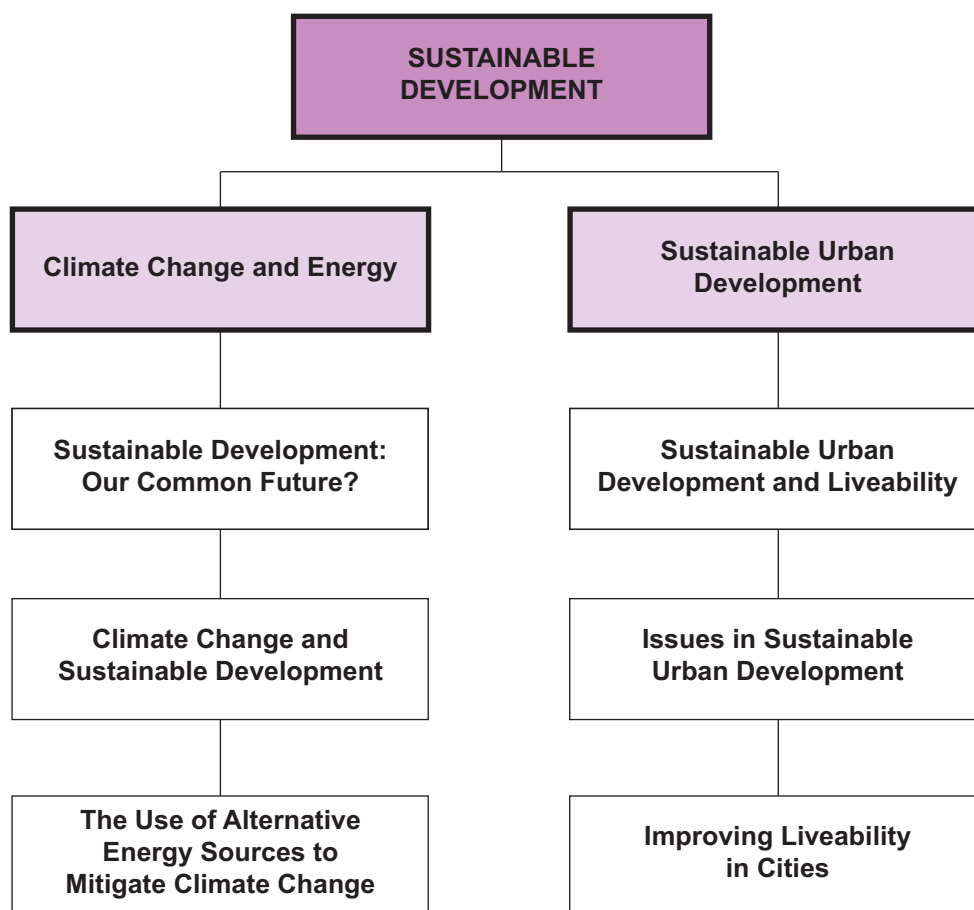 SUSTAINABLE
DEVELOPMENT
Climate Change and Energy
Sustainable Urban
Development
Sustainable Development:
Our Common Future?
Sustainable Urban
Development and Liveability
Climate Change and
Sustainable Development
Issues in Sustainable
Urban Development
The Use of Alternative
Energy Sources to
Mitigate Climate Change
Improving Liveability
in Cities